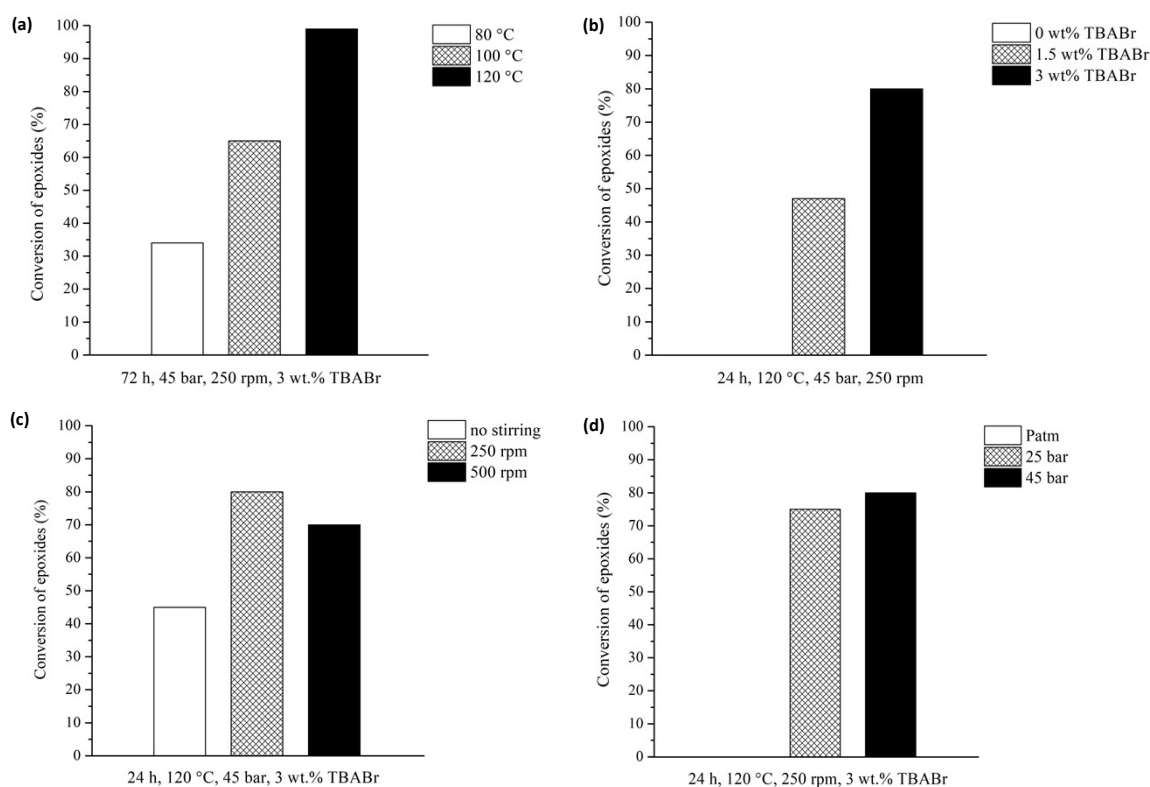 (a)
100
90
80
70
60
50
40
30
20
10
0
Conversion of epoxides (%)
80 °C
100 °C
120 °C
72 h, 45 bar, 250 rpm, 3 wt.% TBABr
(b)
100
90
80
70
60
50
40
30
20
10
0
Conversion of epoxides (%)
0 wt% TBABr
1.5 wt% TBABr
3 wt% TBABr
24 h, 120 °C, 45 bar, 250 rpm
(c)
100
90
80
70
60
50
40
30
20
10
0
Conversion of epoxides (%)
no stirring
250 rpm
500 rpm
24 h, 120 °C, 45 bar, 3 wt.% TBABr
(d)
100
90
80
70
60
50
40
30
20
10
0
Conversion of epoxides (%)
Patm
25 bar
45 bar
24 h, 120 °C, 250 rpm, 3 wt.% TBABr